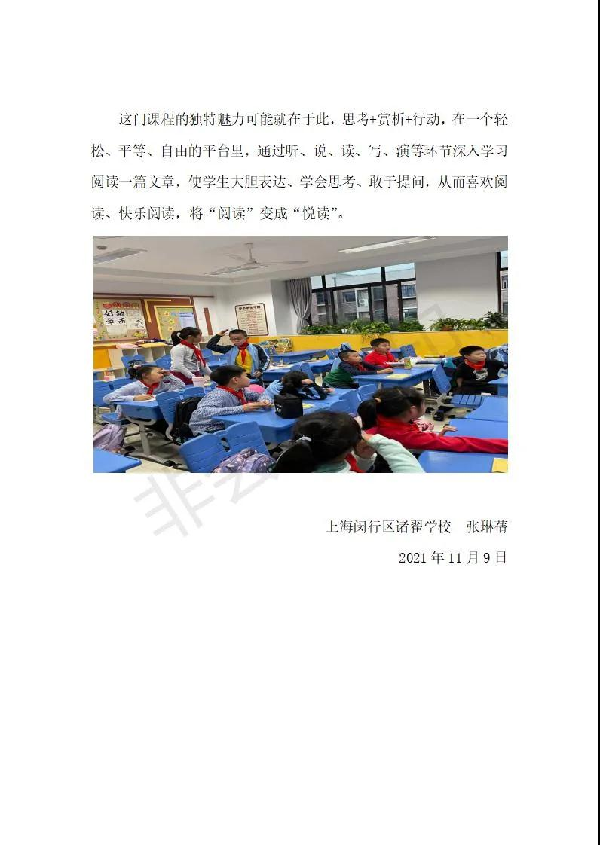 这门课程的独特魅力可能就在于此，思考+赏析+行动，在一个轻
松、平等、自由的平台里，通过听、说、读、写、演等环节深入学习
阅读一篇文章，使学生大胆表达、学会思考、敢于提问，从而喜欢阅
读、快乐阅读，将“阅读”变成“悦读”。
上海闵行区诸翟学校 张琳蒨
2021 年 11 月 9 日